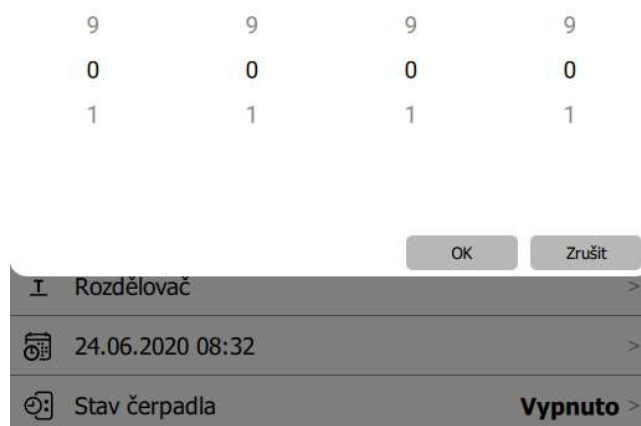 9 9 9 9
0 0 0 0
1 1 1 1
OK Zrušit
T Rozdělovač >
24.06.2020 08:32 >
Stav čerpadla Vypnuto >